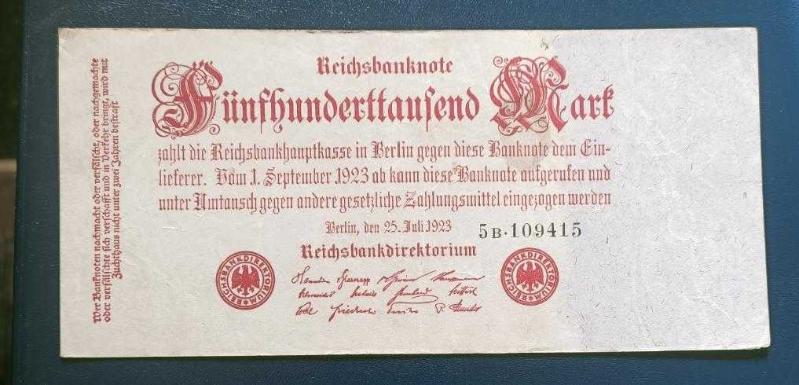 Reichsbanknote
Fünfhunderttausend Mark
zahlt die Reichsbankhauptkasse in Berlin gegen diese Banknote dem Ein-
lieferer. Vom 1. September 1923 ab kann diese Banknote aufgerufen und
unter Umtausch gegen andere gesetzliche Zahlungsmittel eingezogen werden
Berlin, den 25. Juli 1923
5B·109415
Reichsbankdirektorium
REICHSBANKDIREKTORIUM
REICHSBANKDIREKTORIUM
Wer Banknoten nachmacht oder verfälscht, oder nachgemachte
oder verfälschte sich verschafft und in Verkehr bringt, wird mit
Zuchthaus nicht unter zwei Jahren bestraft